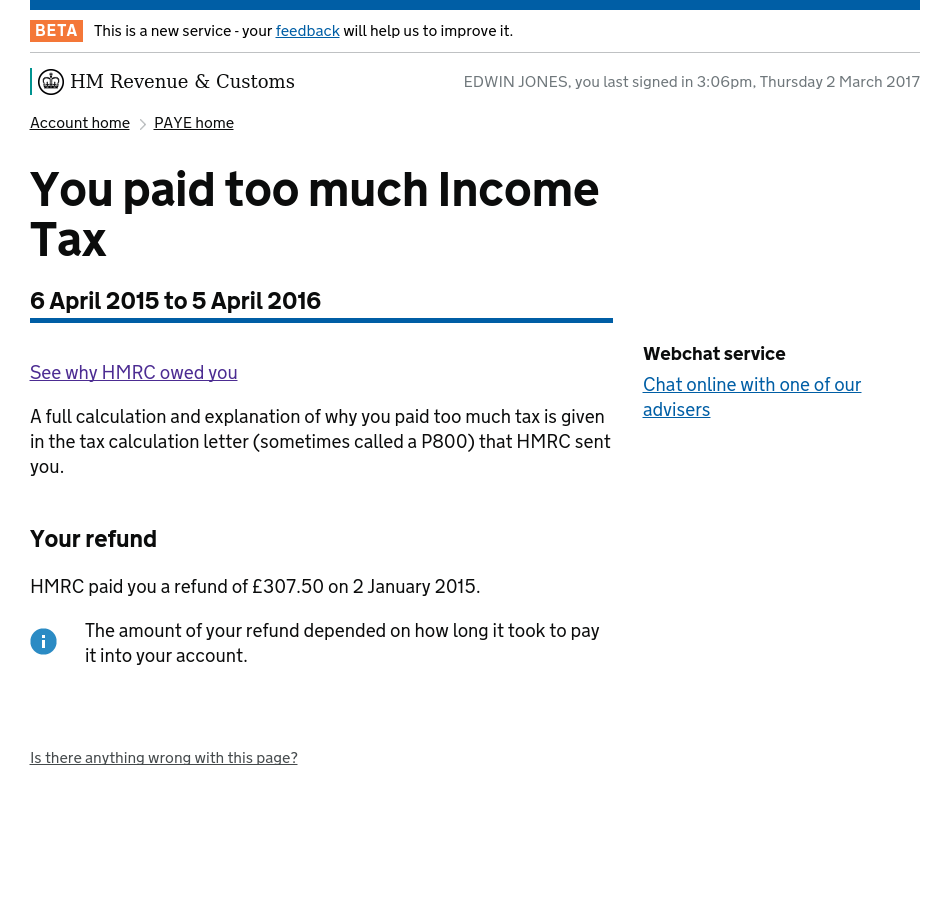 BETA This is a new service - your feedback will help us to improve it.
HM Revenue & Customs EDWIN JONES, you last signed in 3:06pm, Thursday 2 March 2017
Account home PAYE home
You paid too much Income
Tax
6 April 2015 to 5 April 2016
See why HMRC owed you
A full calculation and explanation of why you paid too much tax is given
in the tax calculation letter (sometimes called a P800) that HMRC sent
you.
Webchat service
Chat online with one of our
advisers
Your refund
HMRC paid you a refund of £307.50 on 2 January 2015.
The amount of your refund depended on how long it took to pay
it into your account.
Is there anything wrong with this page?